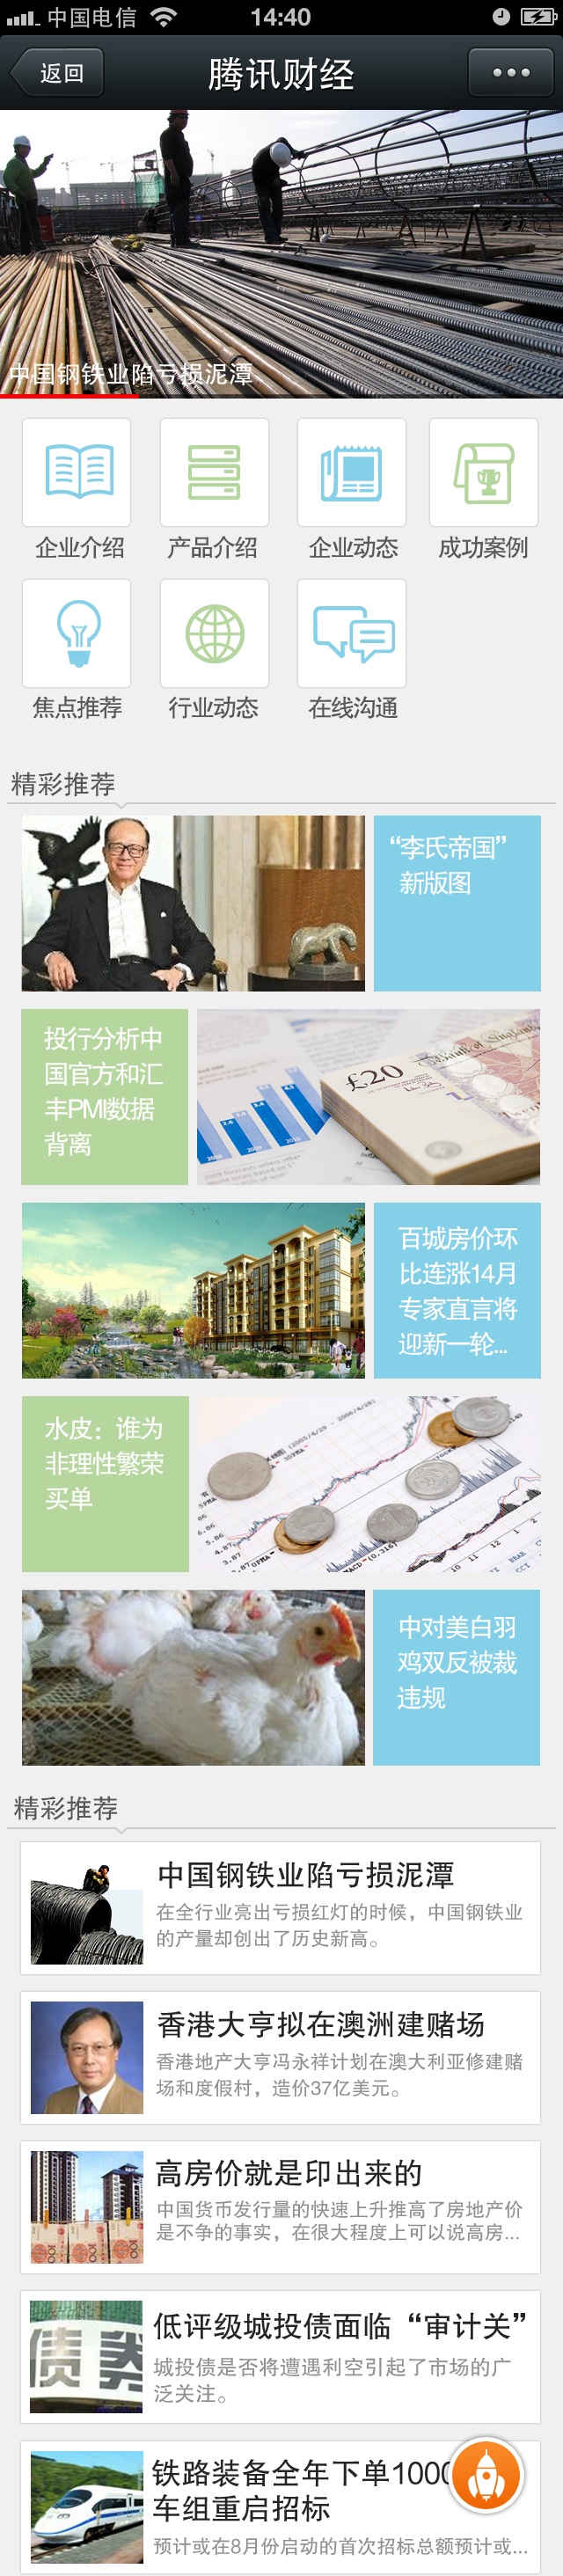 中国电信
14:40
返回
腾讯财经
中国钢铁业陷亏损泥潭
企业介绍
产品介绍
企业动态
成功案例
焦点推荐
行业动态
在线沟通
精彩推荐
“李氏帝国”
新版图
投行分析中
国官方和汇
丰PMI数据
背离
£20
百城房价环
比连涨14月
专家直言将
迎新一轮...
水皮：谁为
非理性繁荣
买单
中对美白羽
鸡双反被裁
违规
精彩推荐
中国钢铁业陷亏损泥潭
在全行业亮出亏损红灯的时候，中国钢铁业
的产量却创出了历史新高。
香港大亨拟在澳洲建赌场
香港地产大亨冯永祥计划在澳大利亚修建赌
场和度假村，造价37亿美元。
高房价就是印出来的
中国货币发行量的快速上升推高了房地产价
是不争的事实，在很大程度上可以说高房...
低评级城投债面临“审计关”
城投债是否将遭遇利空引起了市场的广
泛关注。
债券
铁路装备全年下单1000
车组重启招标
预计或在8月份启动的首次招标总额预计或...